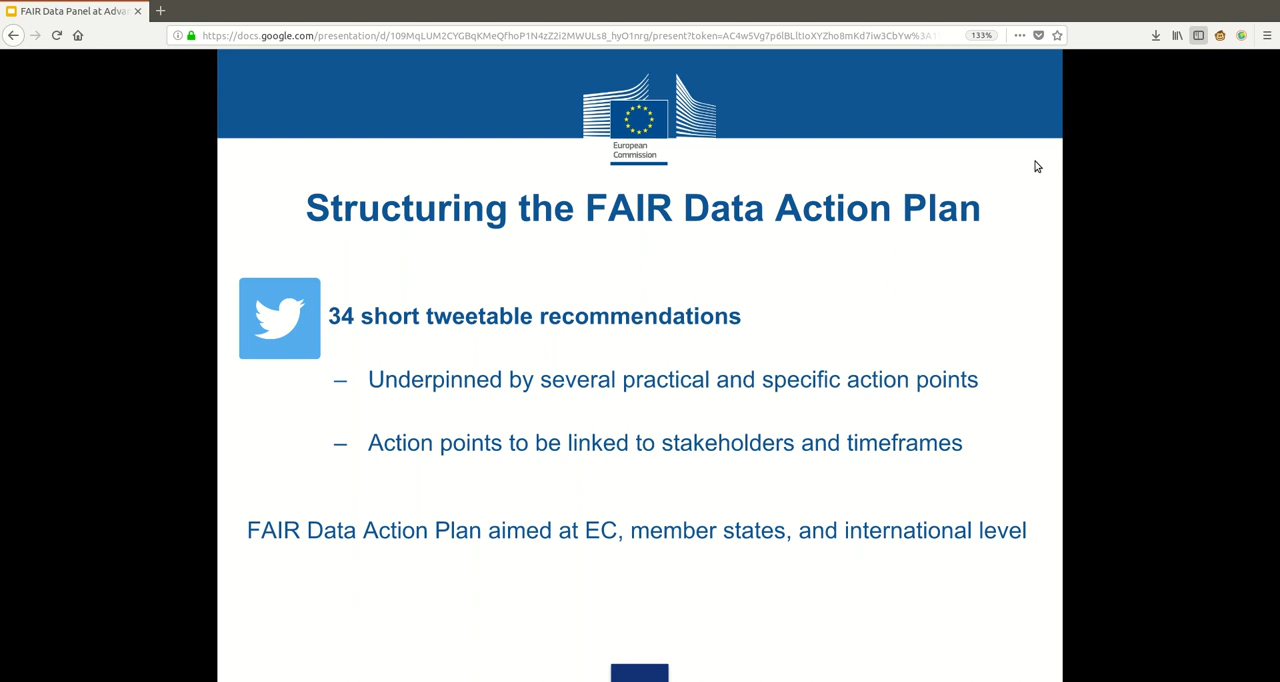 FAIR Data Panel at Adva
https://docs.google.com/presentation/d/109MqLUM2CYGBqKMeQfhoP1N4zZ2i2MWULs8_hyO1nrg/present?token=
133%
European
Commission
Structuring the FAIR Data Action Plan
34 short tweetable recommendations
– Underpinned by several practical and specific action points
– Action points to be linked to stakeholders and timeframes
FAIR Data Action Plan aimed at EC, member states, and international level